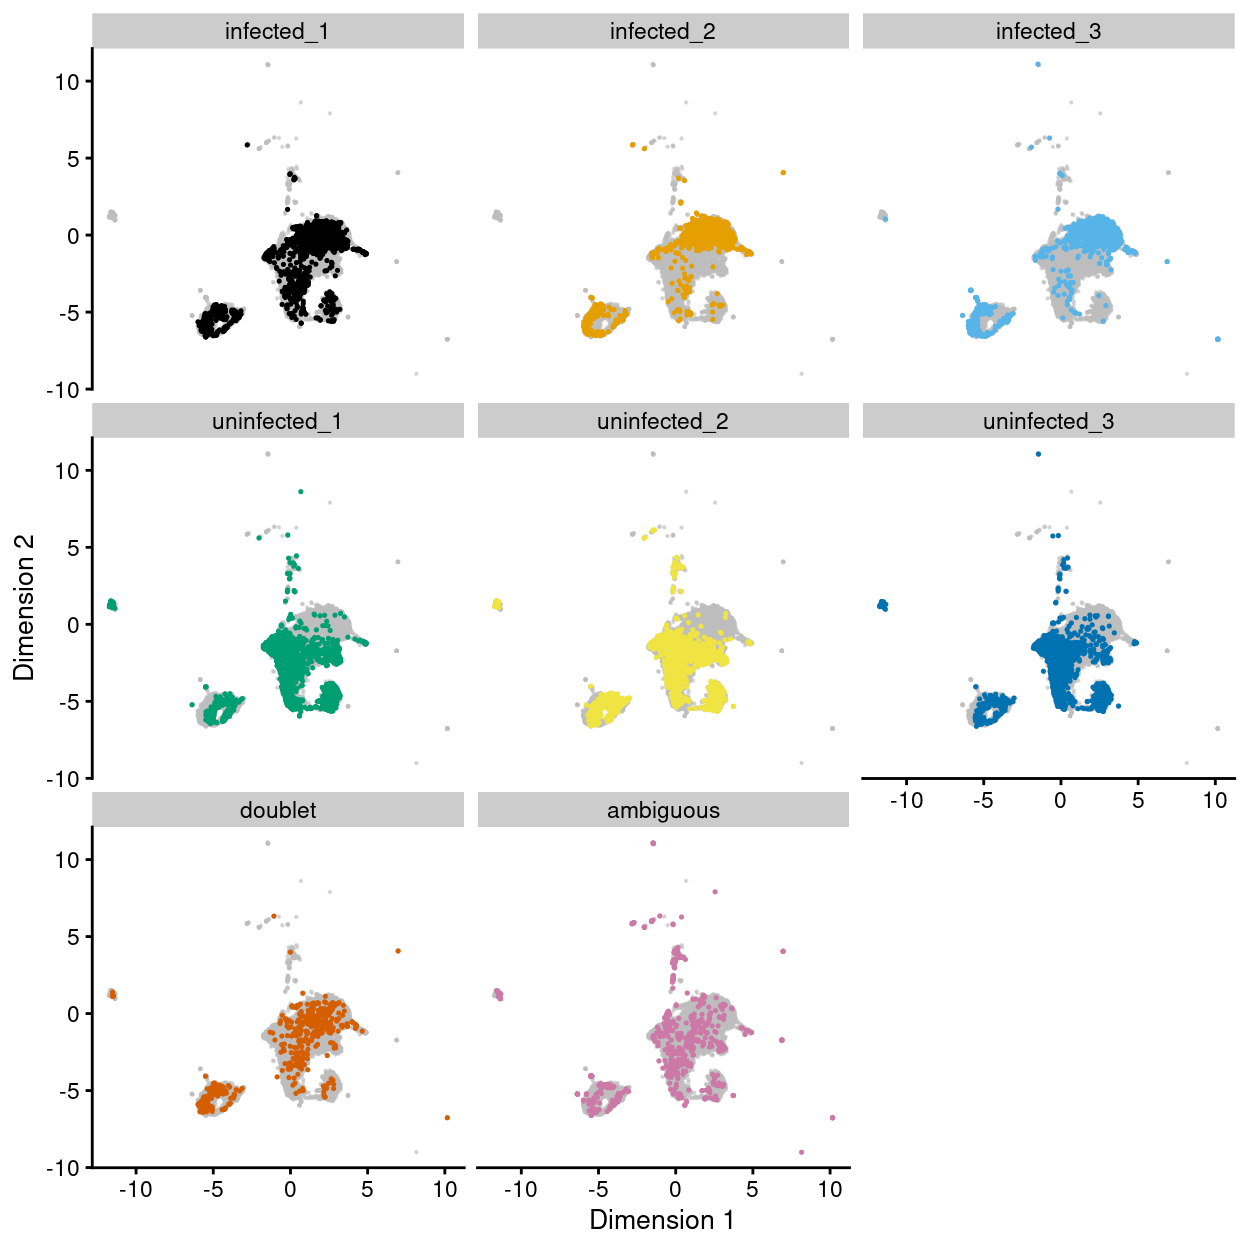 infected_1 infected_2 infected_3
10
5
0
-5
-10
uninfected_1 uninfected_2 uninfected_3
10
5
0
-5
-10
-10 -5 0 5 10
Dimension 2
doublet ambiguous
10
5
0
-5
-10
-10 -5 0 5 10 -10 -5 0 5 10
Dimension 1